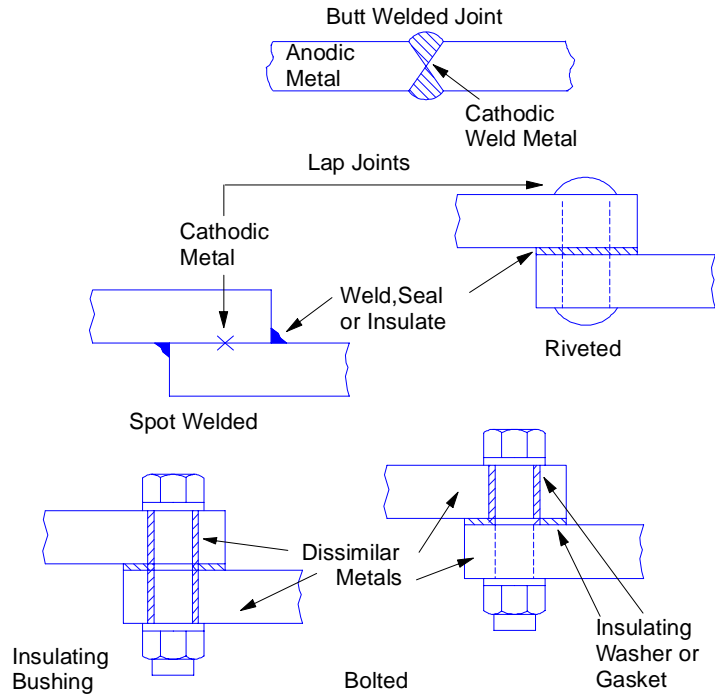 Butt Welded Joint
Anodic
Metal
Cathodic
Weld Metal
Lap Joints
Cathodic
Metal
Weld,Seal
or Insulate
Riveted
Spot Welded
Dissimilar
Metals
Insulating
Bushing
Bolted
Insulating
Washer or
Gasket